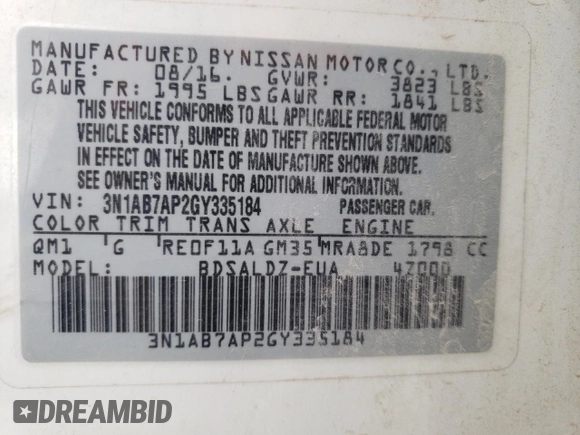 MANUFACTURED BY NISSAN MOTOR CO., LTD.
DATE: 08/16. GVWR: 3823 LBS
GAWR FR: 1995 LBS GAWR RR: 1841 LBS
THIS VEHICLE CONFORMS TO ALL APPLICABLE FEDERAL MOTOR
VEHICLE SAFETY, BUMPER AND THEFT PREVENTION STANDARDS
IN EFFECT ON THE DATE OF MANUFACTURE SHOWN ABOVE.
SEE OWNER'S MANUAL FOR ADDITIONAL INFORMATION.
VIN: 3N1AB7AP2GY335184 PASSENGER CAR.
COLOR TRIM TRANS AXLE ENGINE
QM1 G RE0F11A GM35 MRA8DE 1798 CC
MODEL: BDSALDZ-EUA 4Z000
3N1AB7AP2GY335184
DREAMBID